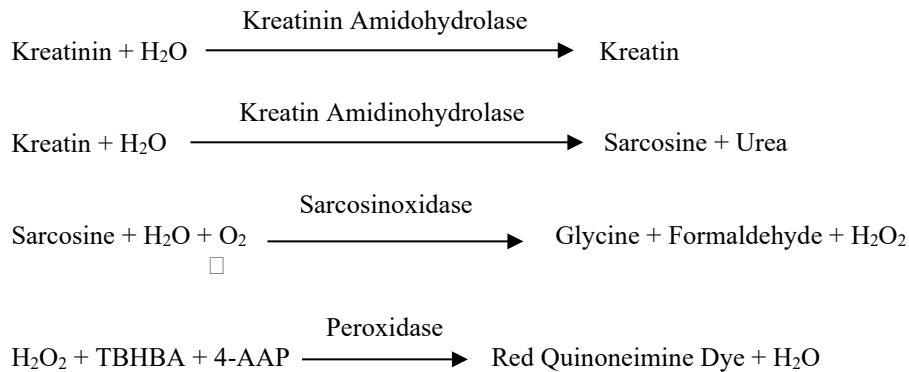 Kreatinin Amidohydrolase
Kreatinin + H₂O Kreatin
Kreatin Amidinohydrolase
Kreatin + H₂O Sarcosine + Urea
Sarcosinoxidase
Sarcosine + H₂O + O₂ Glycine + Formaldehyde + H₂O₂
Peroxidase
H₂O₂ + TBHBA + 4-AAP Red Quinoneimine Dye + H₂O